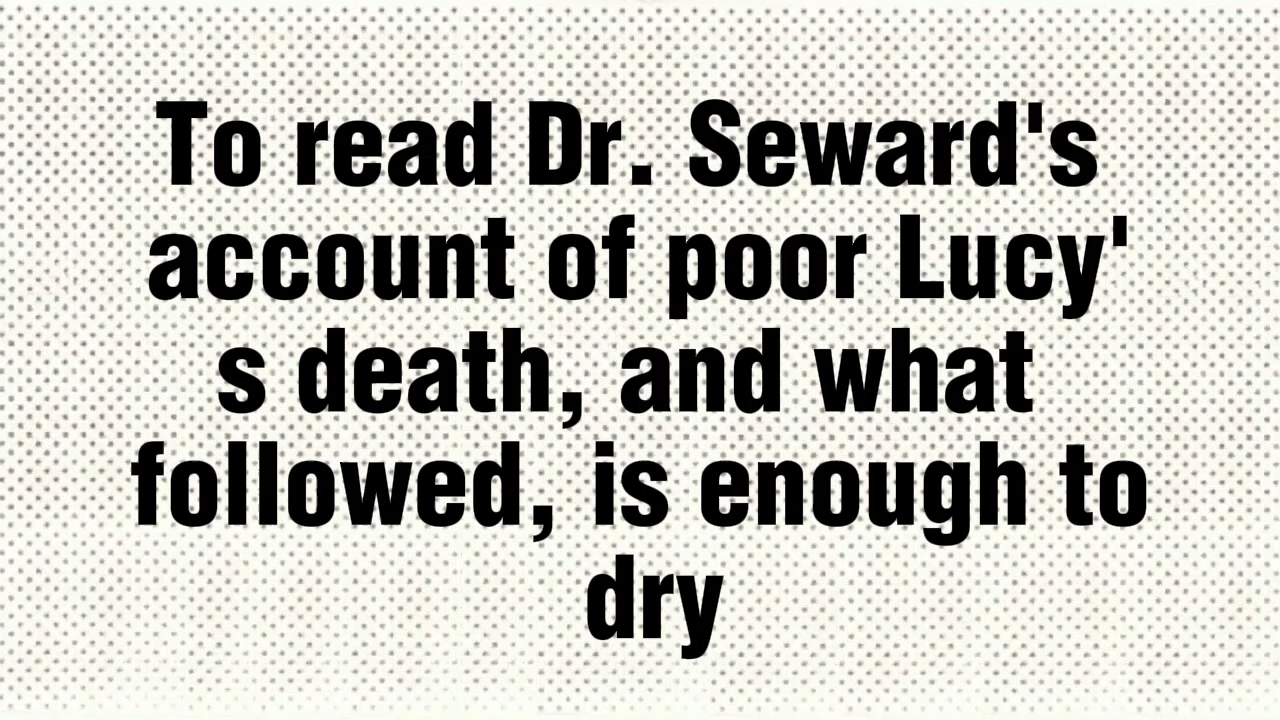 To read Dr. Seward's
account of poor Lucy'
s death, and what
followed, is enough to
dry